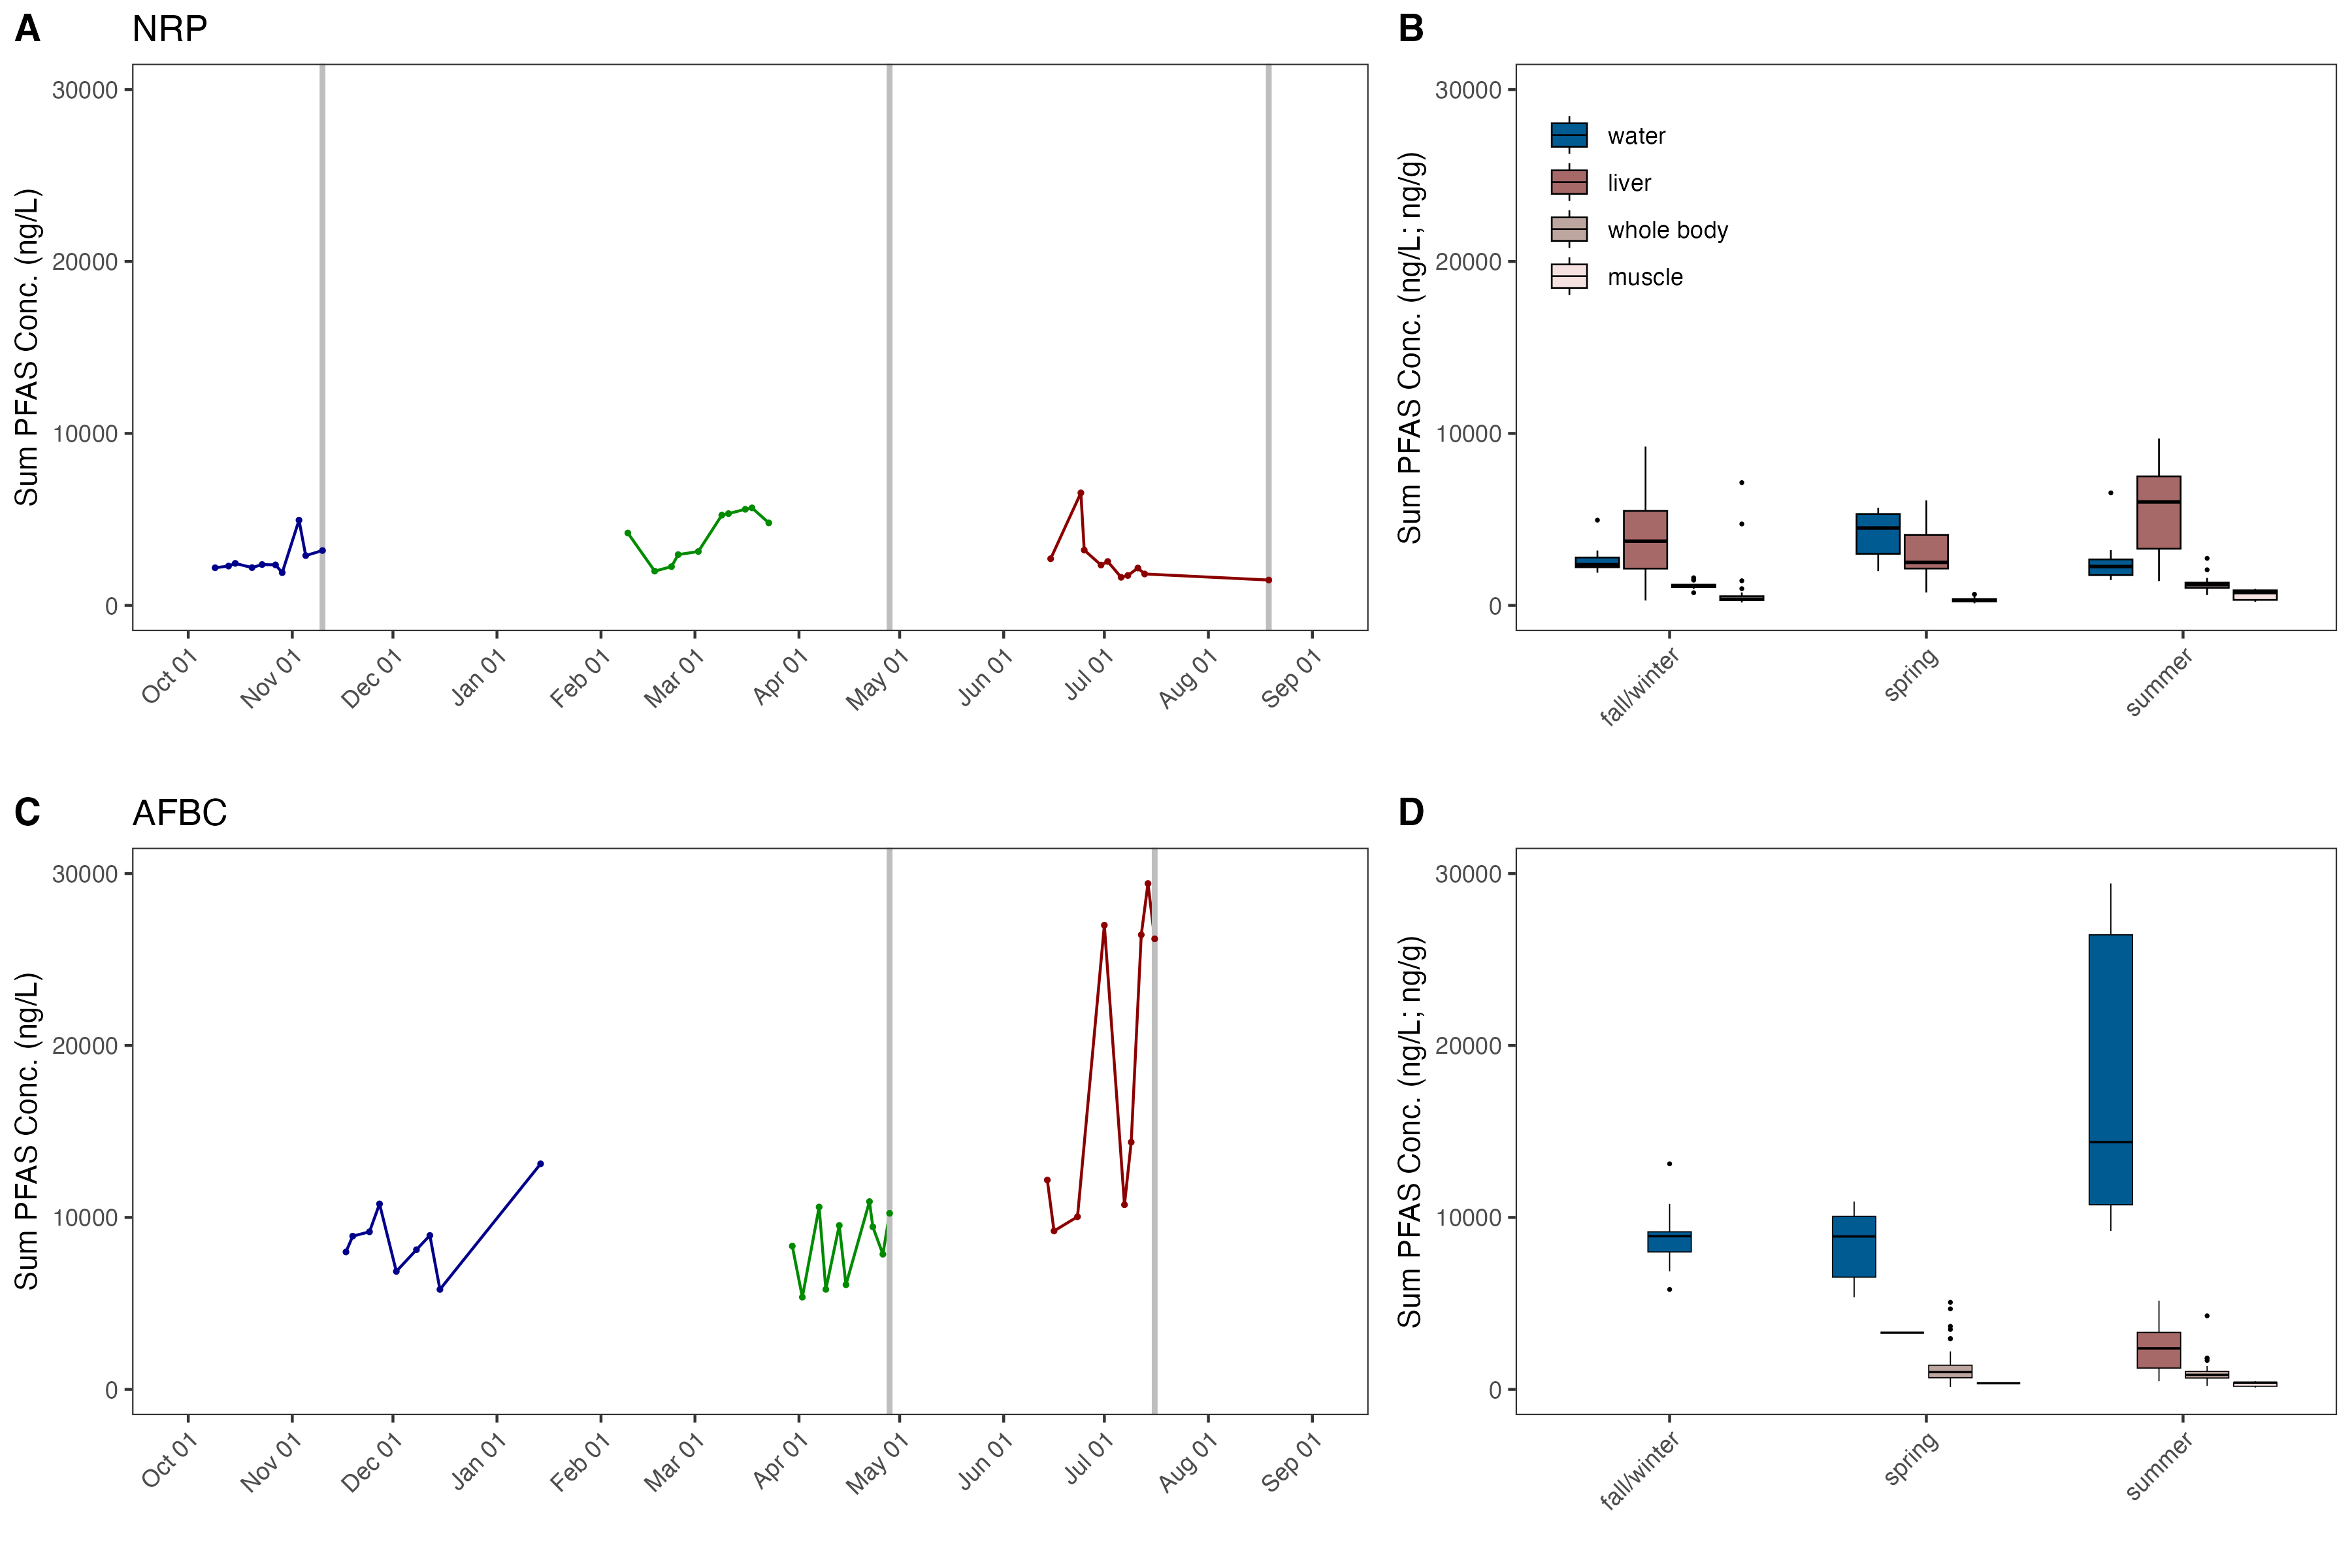 A NRP
Sum PFAS Conc. (ng/L)
30000
20000
10000
0
Oct 01
Nov 01
Dec 01
Jan 01
Feb 01
Mar 01
Apr 01
May 01
Jun 01
Jul 01
Aug 01
Sep 01
B
Sum PFAS Conc. (ng/L; ng/g)
30000
20000
10000
0
water
liver
whole body
muscle
fall/winter
spring
summer
C AFBC
Sum PFAS Conc. (ng/L)
30000
20000
10000
0
Oct 01
Nov 01
Dec 01
Jan 01
Feb 01
Mar 01
Apr 01
May 01
Jun 01
Jul 01
Aug 01
Sep 01
D
Sum PFAS Conc. (ng/L; ng/g)
30000
20000
10000
0
fall/winter
spring
summer